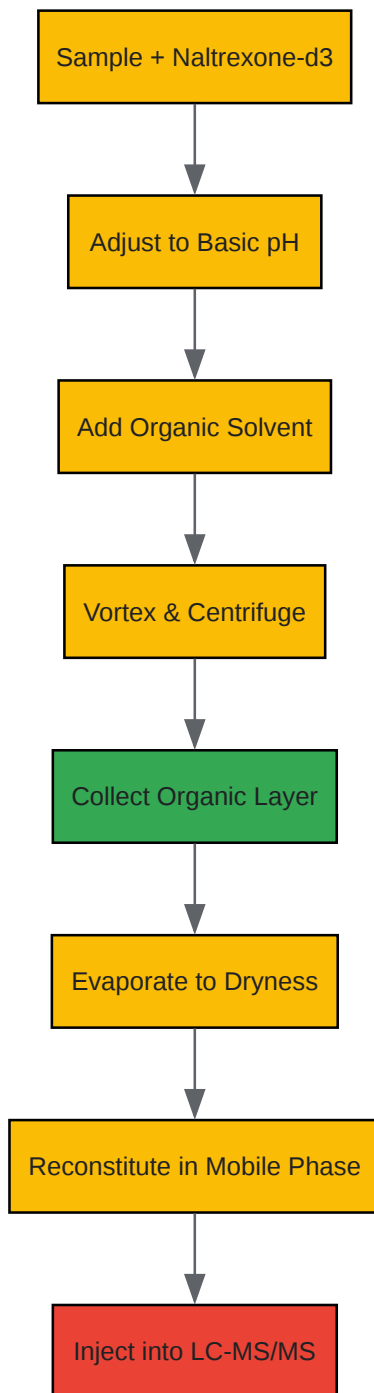 Sample + Naltrexone-d3
Adjust to Basic pH
Add Organic Solvent
Vortex & Centrifuge
Collect Organic Layer
Evaporate to Dryness
Reconstitute in Mobile Phase
Inject into LC-MS/MS